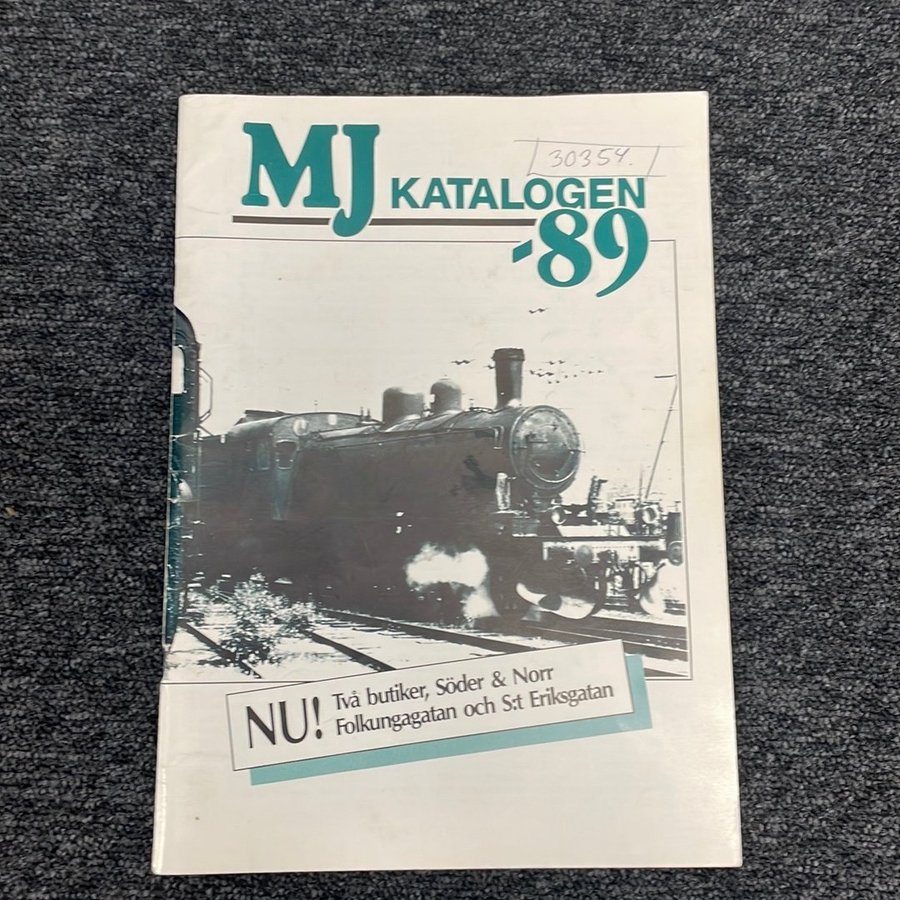 30354.
MJ KATALOGEN
-89
NU! Två butiker, Söder & Norr
Folkungagatan och S:t Eriksgatan